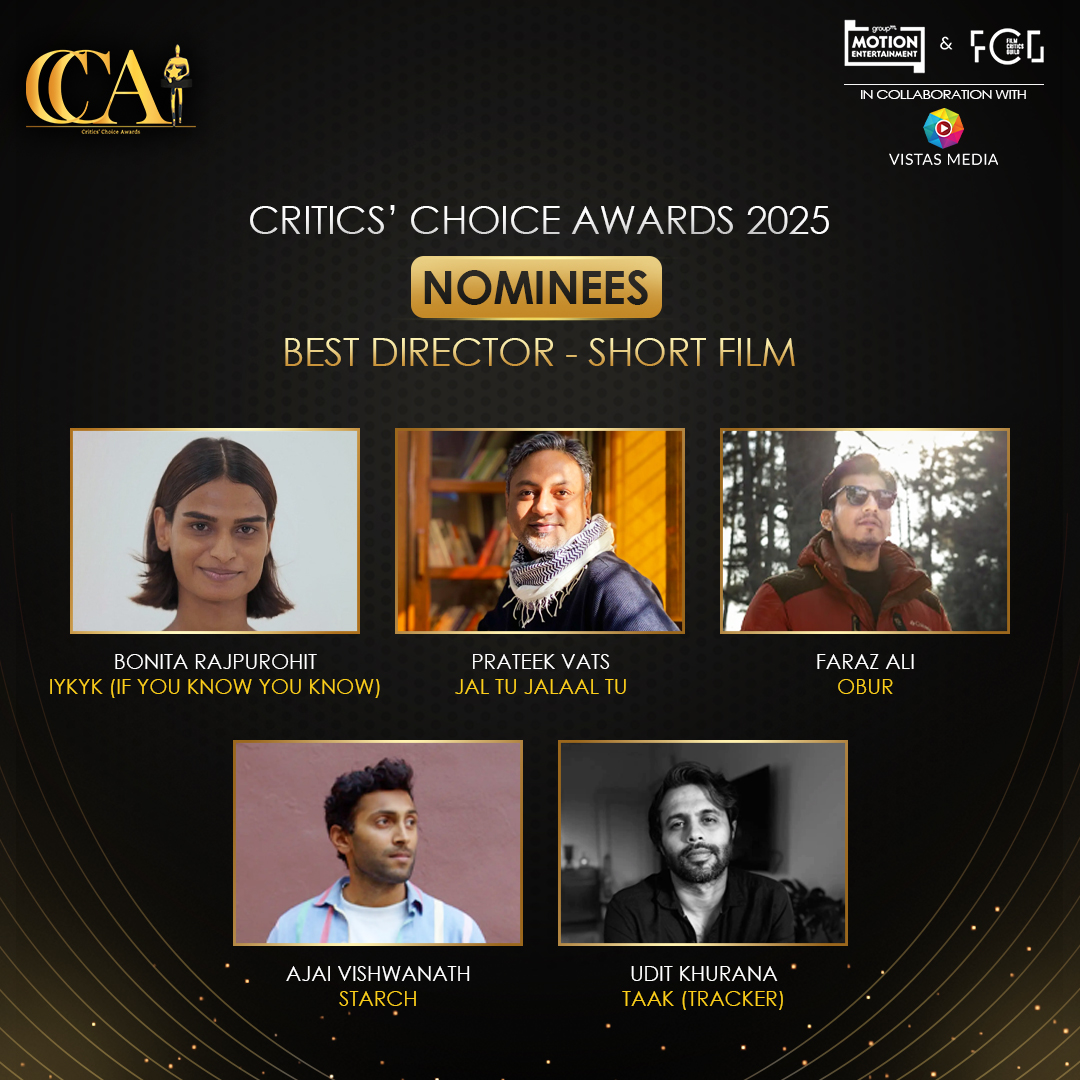 CCA
Critics' Choice Awards
groupm
MOTION
ENTERTAINMENT
&
FCG
FILM
CRITICS
GUILD
IN COLLABORATION WITH
VISTAS MEDIA
CRITICS' CHOICE AWARDS 2025
NOMINEES
BEST DIRECTOR - SHORT FILM
BONITA RAJPUROHIT
IYKYK (IF YOU KNOW YOU KNOW)
PRATEEK VATS
JAL TU JALAAL TU
FARAZ ALI
OBUR
AJAI VISHWANATH
STARCH
UDIT KHURANA
TAAK (TRACKER)